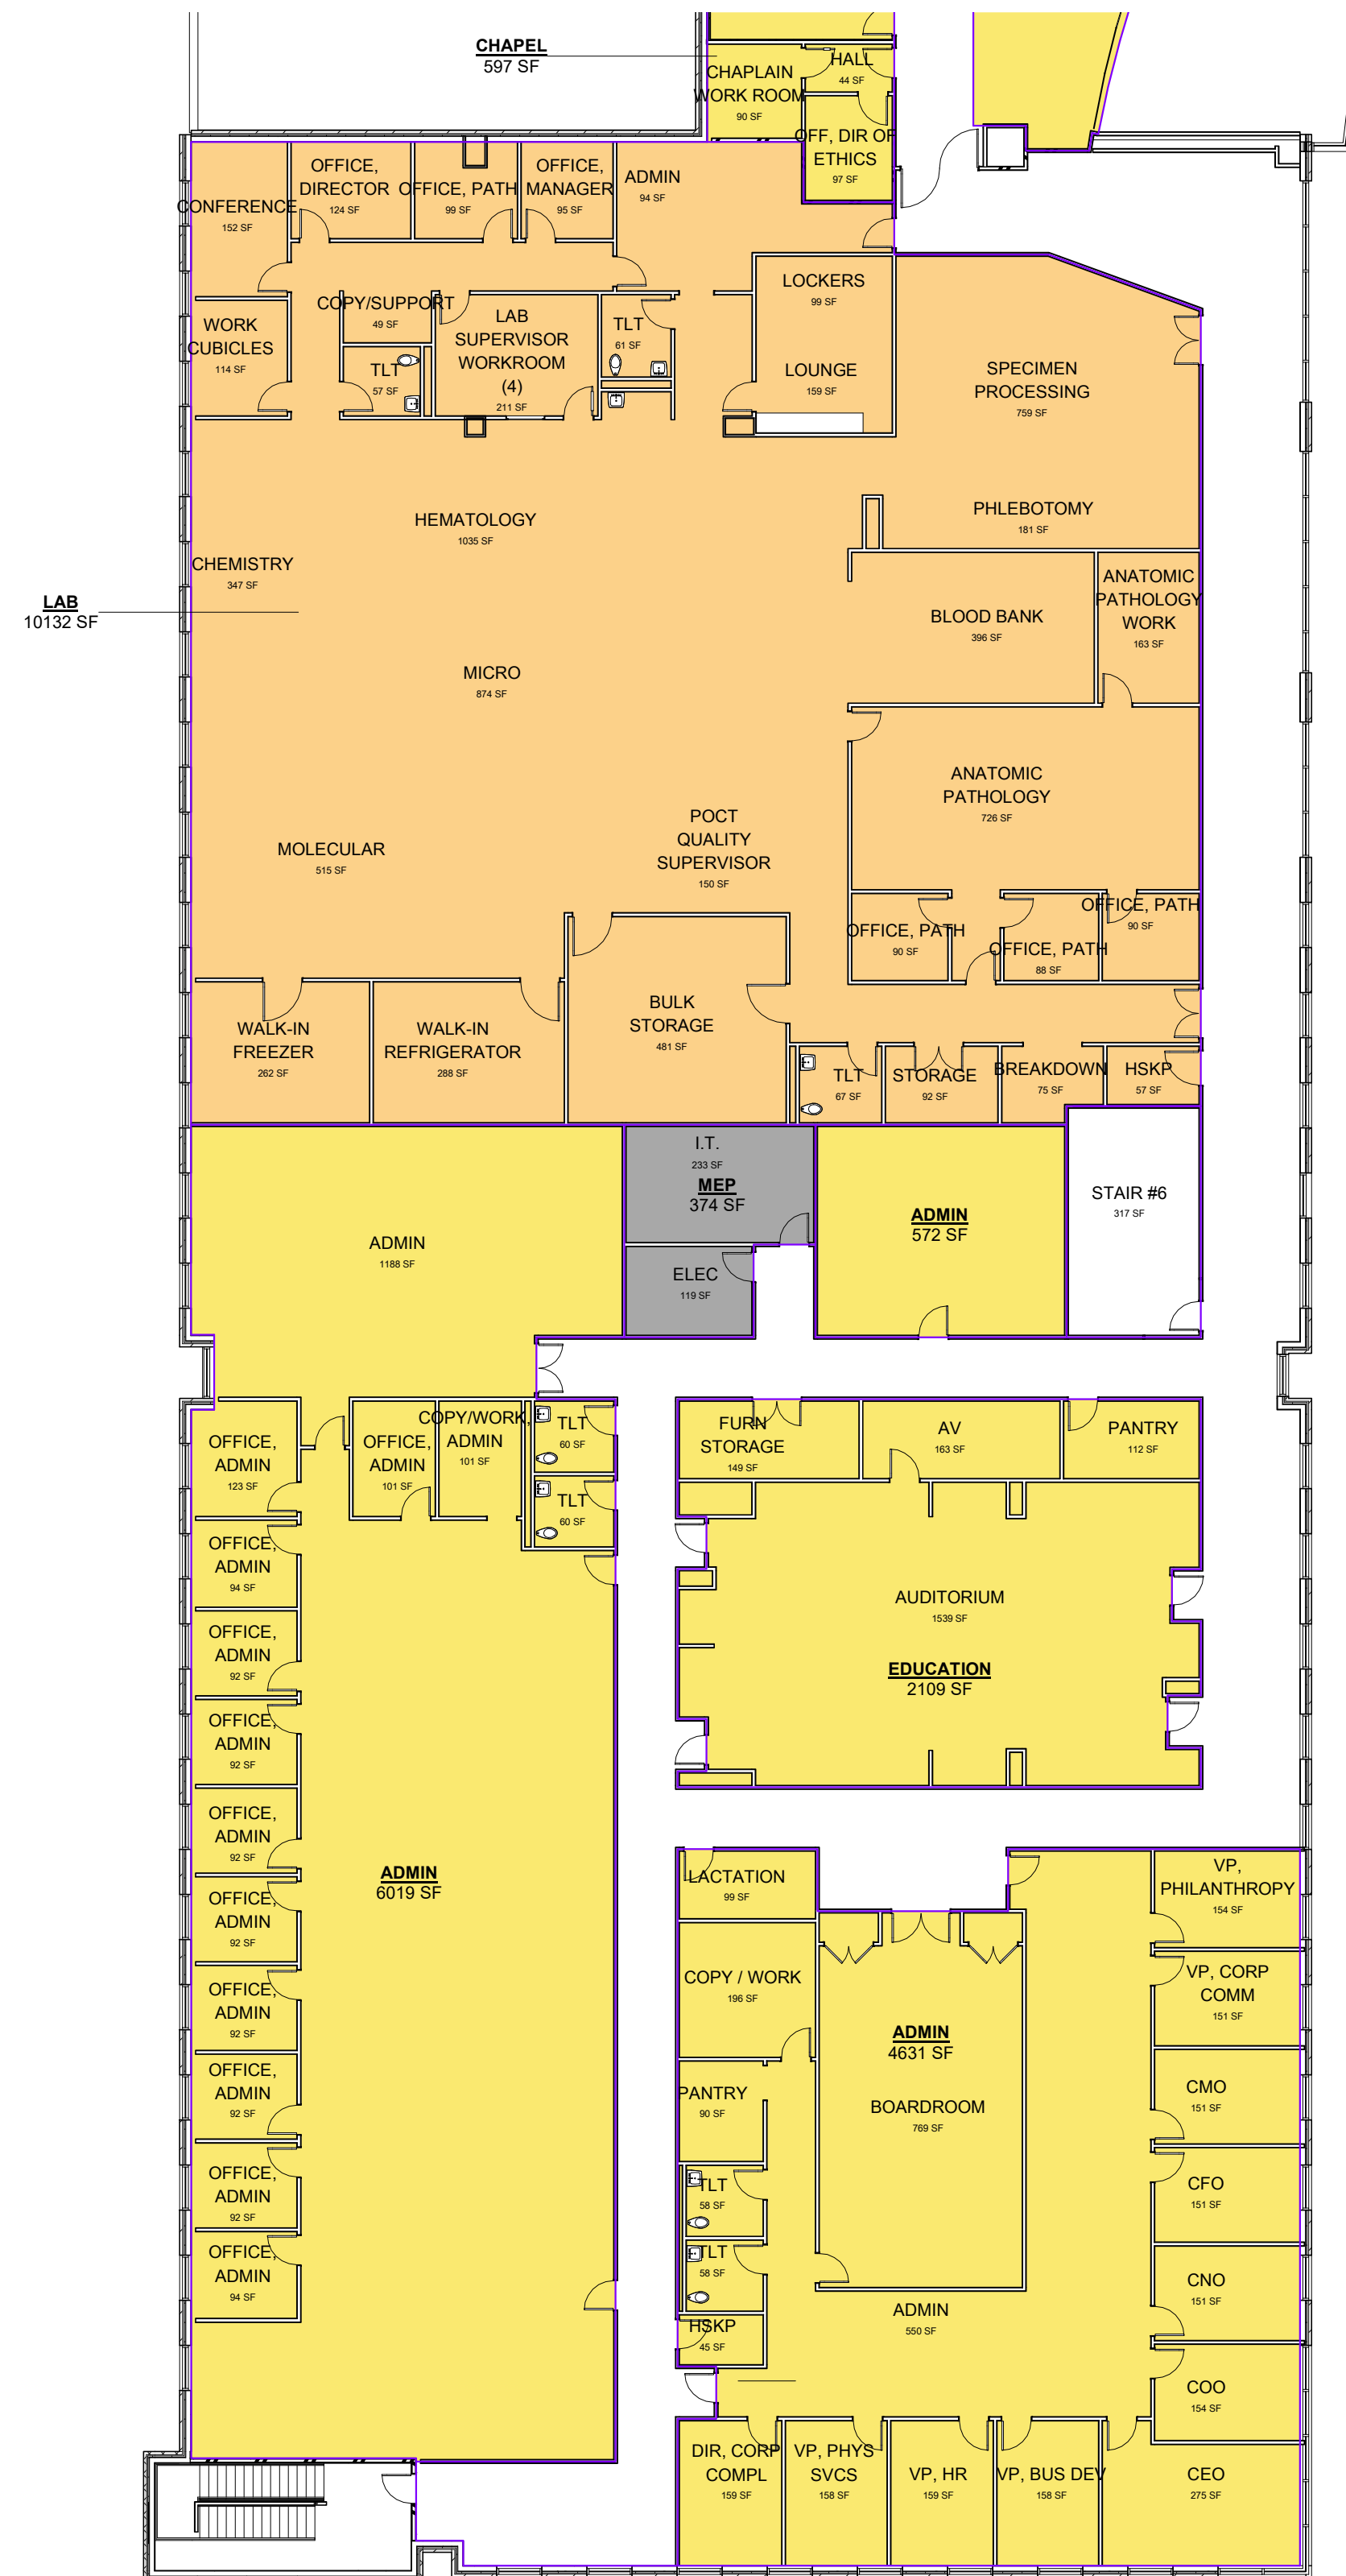 CHAPEL
597 SF
CHAPLAIN
WORK ROOM
90 SF
HALL
44 SF
OFF, DIR OF
ETHICS
97 SF
CONFERENCE
152 SF
OFFICE,
DIRECTOR
124 SF
OFFICE, PATH
99 SF
OFFICE,
MANAGER
95 SF
ADMIN
94 SF
WORK
CUBICLES
114 SF
COPY/SUPPORT
49 SF
TLT
57 SF
LAB
SUPERVISOR
WORKROOM
(4)
211 SF
TLT
61 SF
LOCKERS
99 SF
LOUNGE
159 SF
SPECIMEN
PROCESSING
759 SF
PHLEBOTOMY
181 SF
HEMATOLOGY
1035 SF
CHEMISTRY
347 SF
LAB
10132 SF
BLOOD BANK
396 SF
ANATOMIC
PATHOLOGY
WORK
163 SF
MICRO
874 SF
ANATOMIC
PATHOLOGY
726 SF
POCT
QUALITY
SUPERVISOR
150 SF
MOLECULAR
515 SF
OFFICE, PATH
90 SF
OFFICE, PATH
88 SF
OFFICE, PATH
90 SF
WALK-IN
FREEZER
262 SF
WALK-IN
REFRIGERATOR
288 SF
BULK
STORAGE
481 SF
TLT
67 SF
STORAGE
92 SF
BREAKDOWN
75 SF
HSKP
57 SF
I.T.
233 SF
MEP
374 SF
ELEC
119 SF
ADMIN
572 SF
STAIR #6
317 SF
ADMIN
1188 SF
OFFICE,
ADMIN
123 SF
OFFICE,
ADMIN
101 SF
COPY/WORK,
ADMIN
101 SF
TLT
60 SF
TLT
60 SF
FURN
STORAGE
149 SF
AV
163 SF
PANTRY
112 SF
OFFICE,
ADMIN
94 SF
OFFICE,
ADMIN
92 SF
OFFICE,
ADMIN
92 SF
OFFICE,
ADMIN
92 SF
OFFICE,
ADMIN
92 SF
OFFICE,
ADMIN
92 SF
OFFICE,
ADMIN
92 SF
OFFICE,
ADMIN
92 SF
OFFICE,
ADMIN
94 SF
ADMIN
6019 SF
AUDITORIUM
1539 SF
EDUCATION
2109 SF
LACTATION
99 SF
COPY / WORK
196 SF
PANTRY
90 SF
TLT
58 SF
TLT
58 SF
HSKP
45 SF
ADMIN
4631 SF
BOARDROOM
769 SF
ADMIN
550 SF
VP,
PHILANTHROPY
154 SF
VP, CORP
COMM
151 SF
CMO
151 SF
CFO
151 SF
CNO
151 SF
COO
154 SF
DIR, CORP
COMPL
159 SF
VP, PHYS
SVCS
158 SF
VP, HR
159 SF
VP, BUS DEV
158 SF
CEO
275 SF